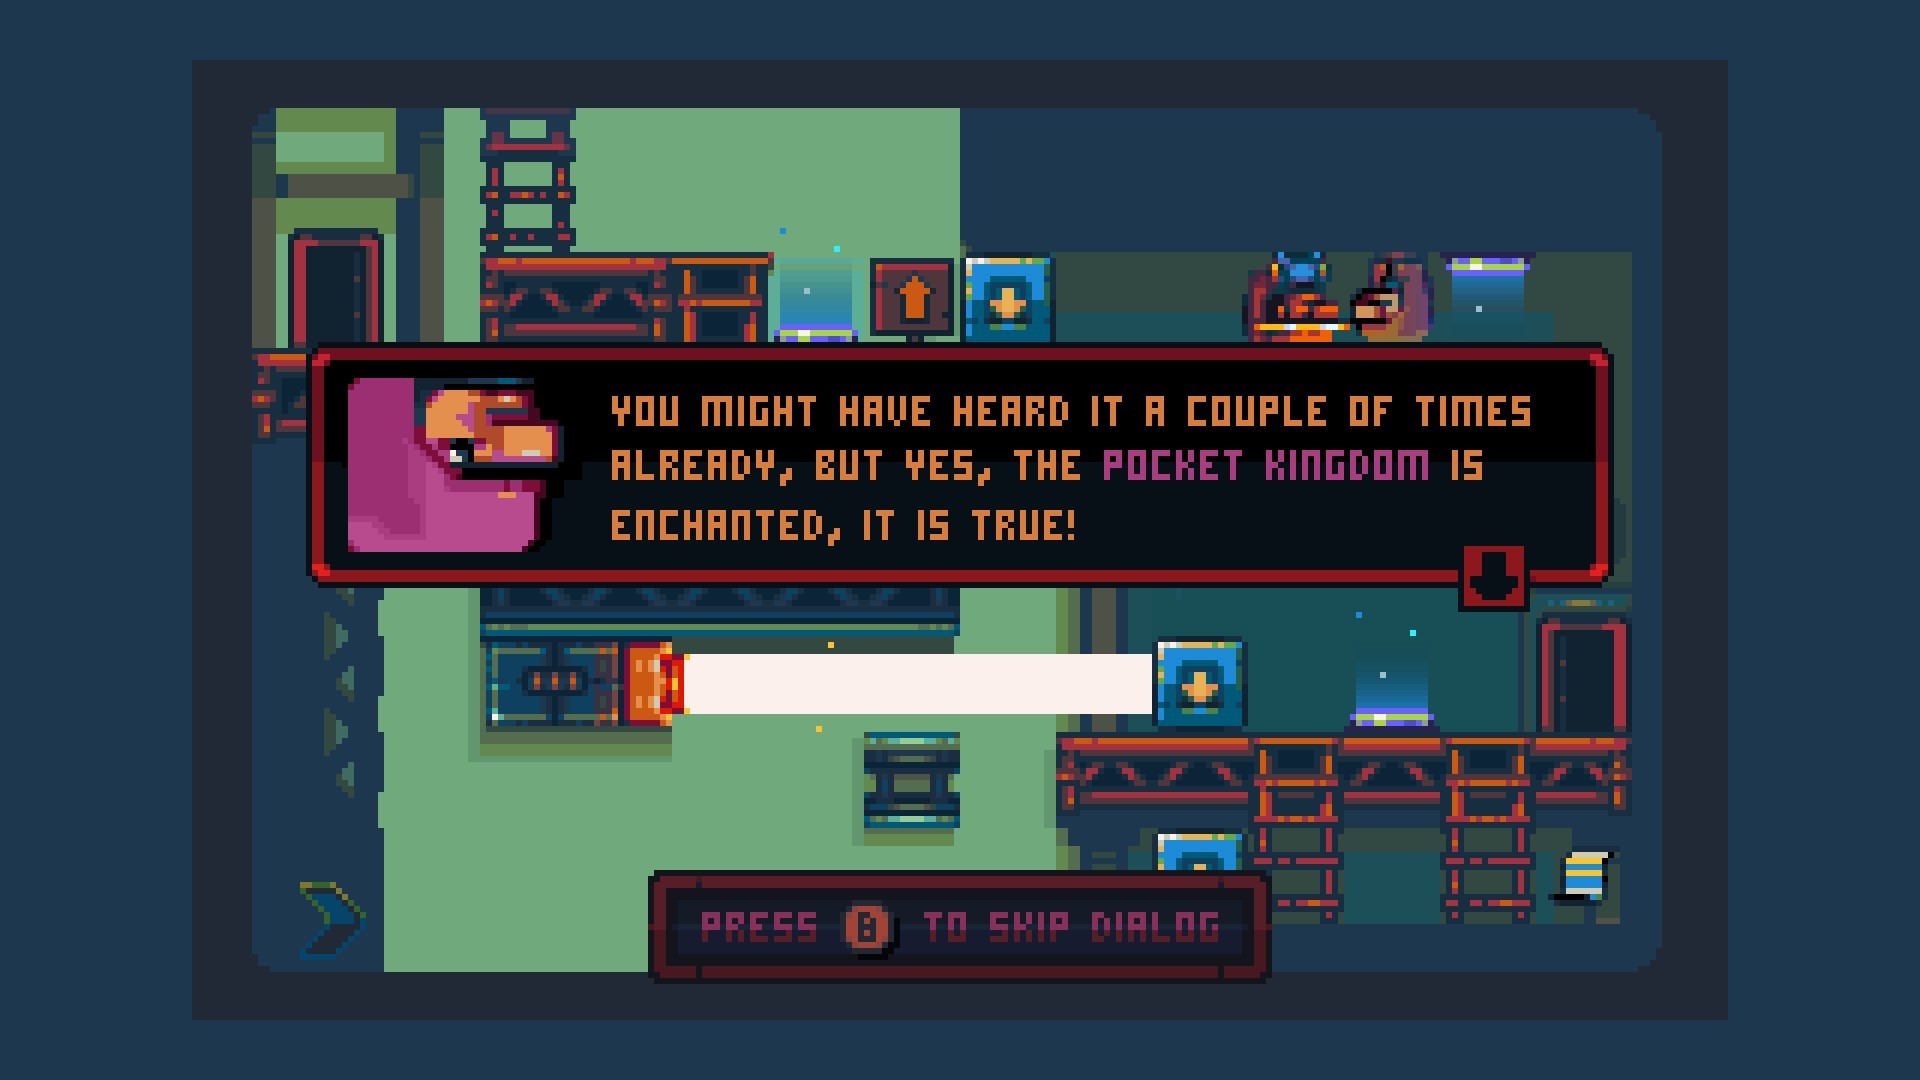 YOU MIGHT HAVE HEARD IT A COUPLE OF TIMES
ALREADY, BUT YES, THE POCKET KINGDOM IS
ENCHANTED, IT IS TRUE!
PRESS B TO SKIP DIALOG